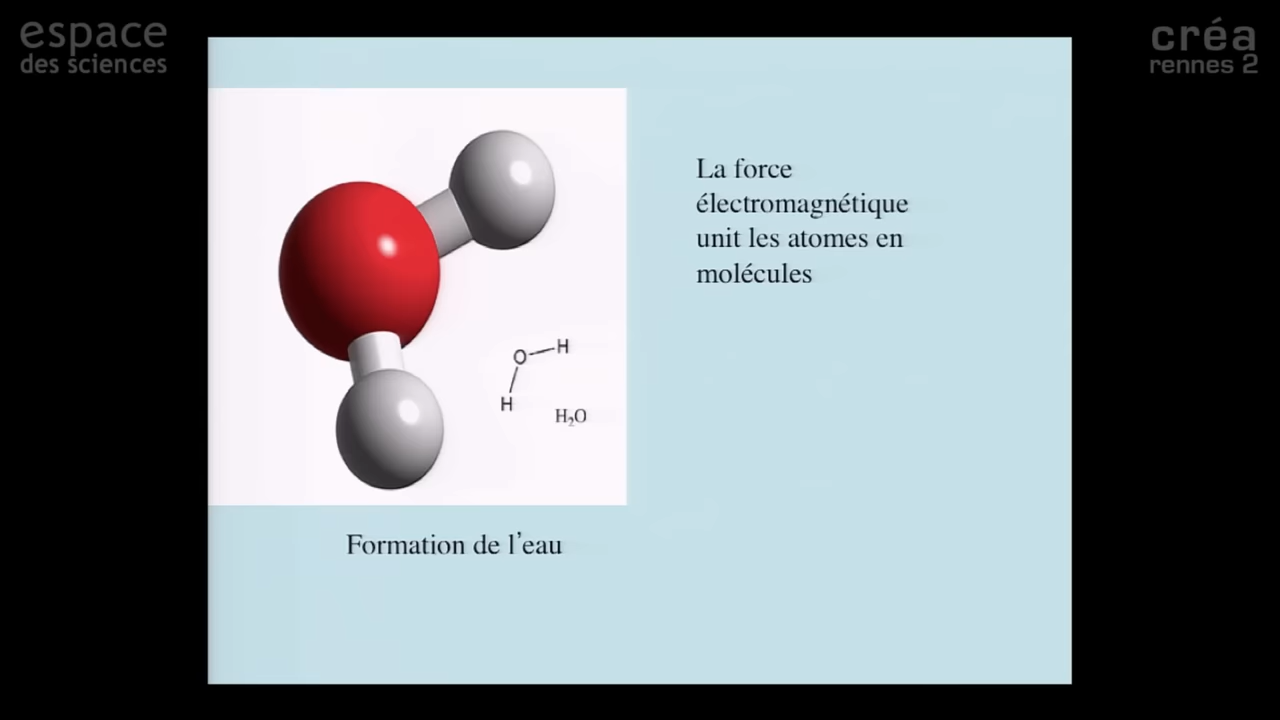 espace
des sciences
créa
rennes 2
La force
électromagnétique
unit les atomes en
molécules
O H
H
H₂O
Formation de l'eau